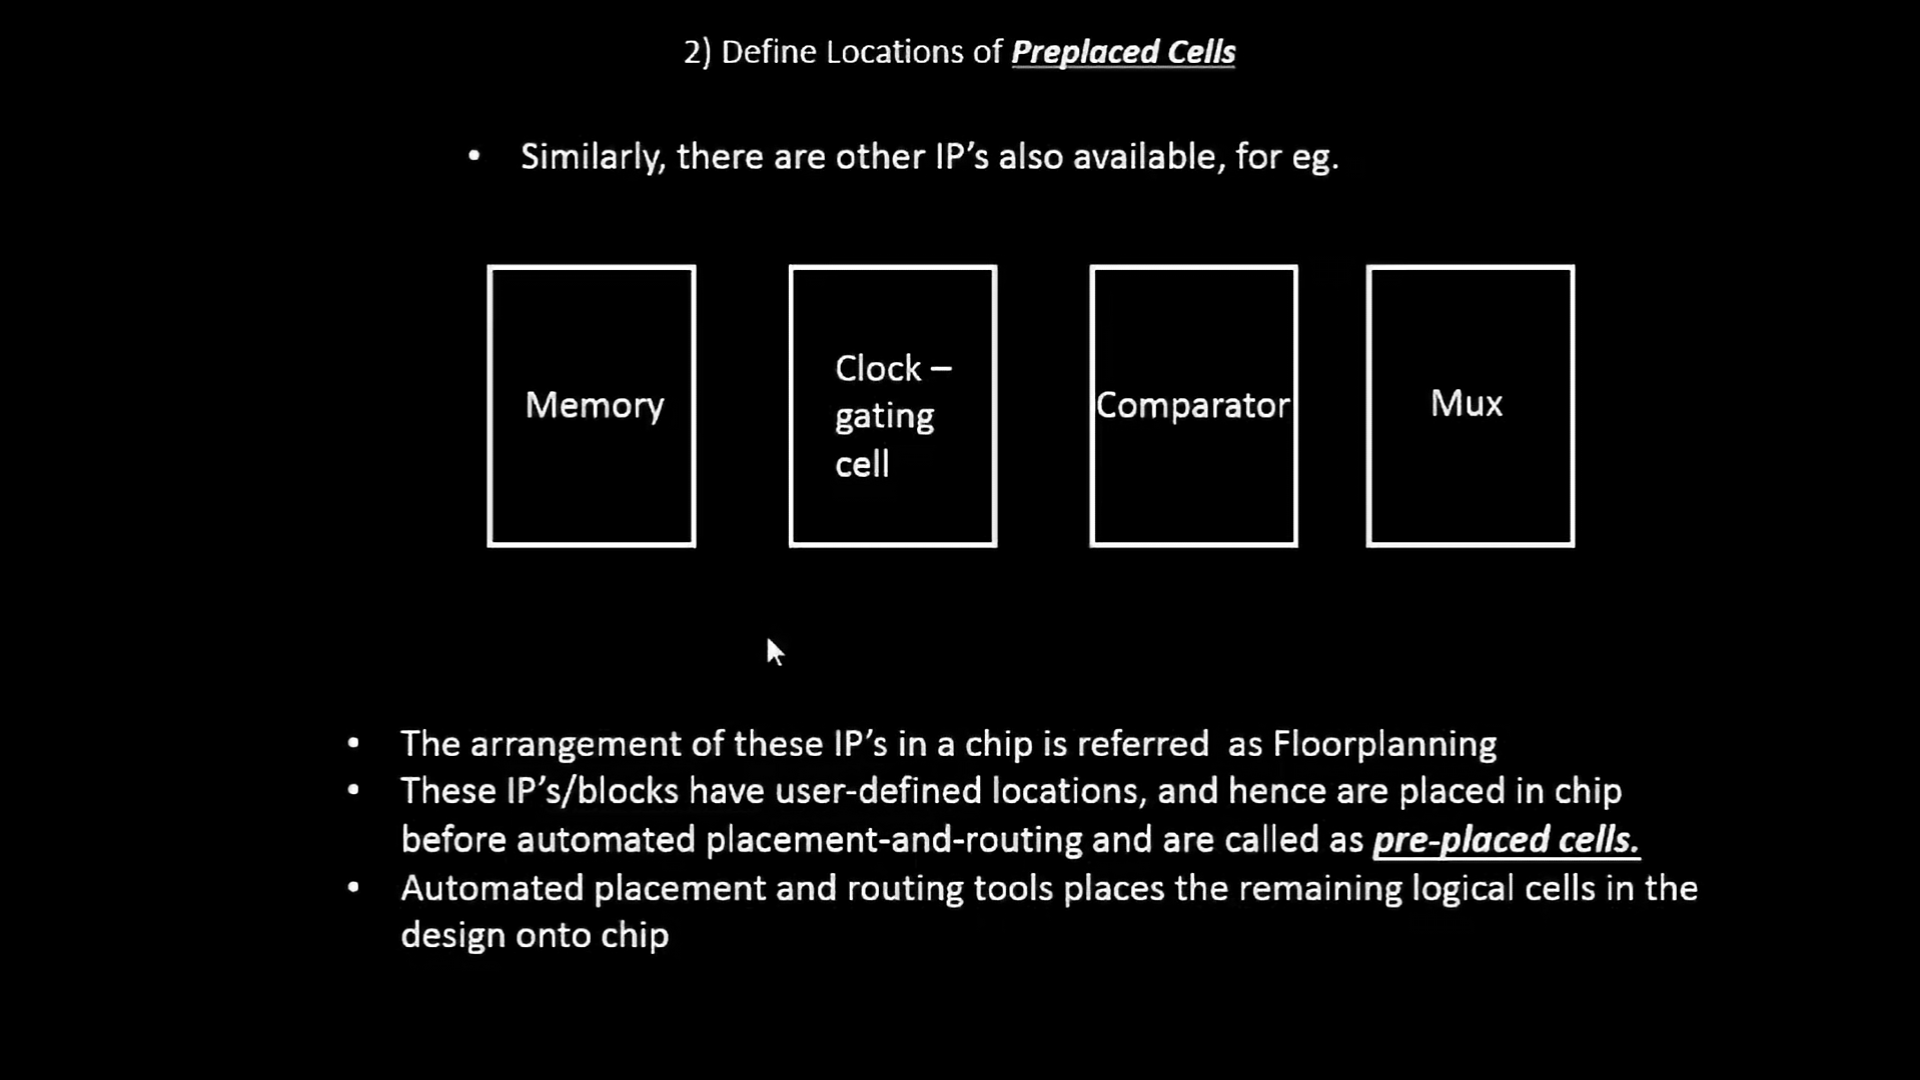 2) Define Locations of Preplaced Cells
• Similarly, there are other IP’s also available, for eg.
Memory
Clock –
gating
cell
Comparator
Mux
• The arrangement of these IP’s in a chip is referred  as Floorplanning
• These IP’s/blocks have user-defined locations, and hence are placed in chip
before automated placement-and-routing and are called as pre-placed cells.
• Automated placement and routing tools places the remaining logical cells in the
design onto chip